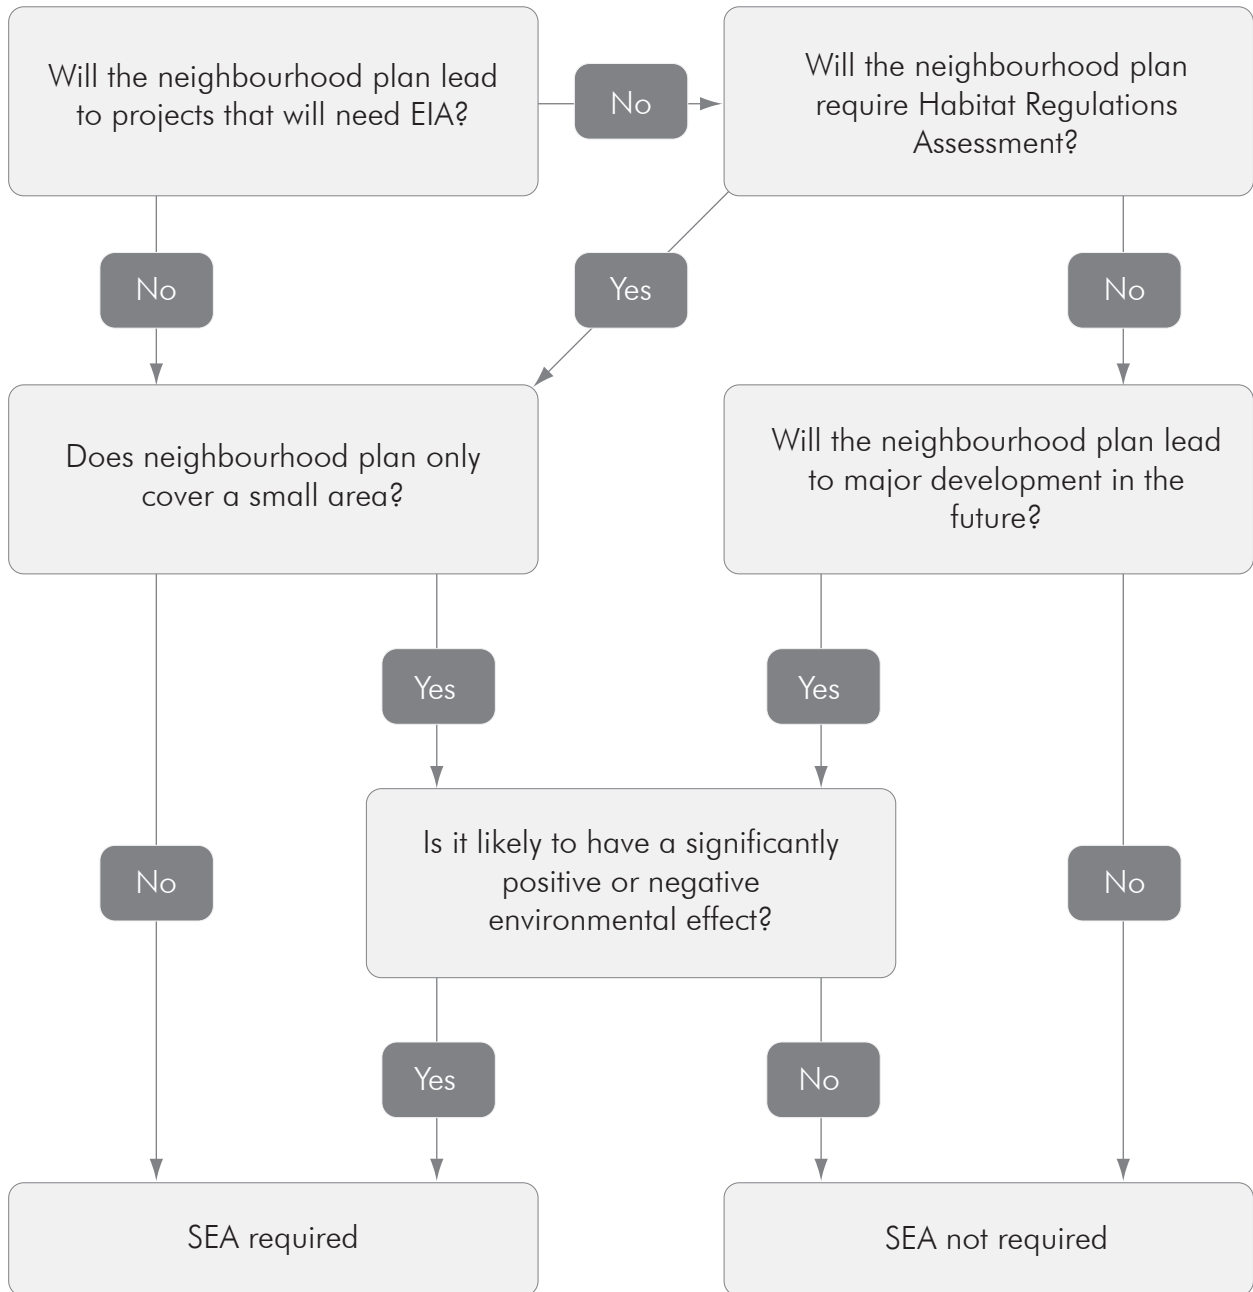 Will the neighbourhood plan lead
to projects that will need EIA?
No
Will the neighbourhood plan
require Habitat Regulations
Assessment?
No
Yes
No
Does neighbourhood plan only
cover a small area?
Will the neighbourhood plan lead
to major development in the
future?
Yes
Yes
Is it likely to have a significantly
positive or negative
environmental effect?
No
No
Yes
No
SEA required
SEA not required